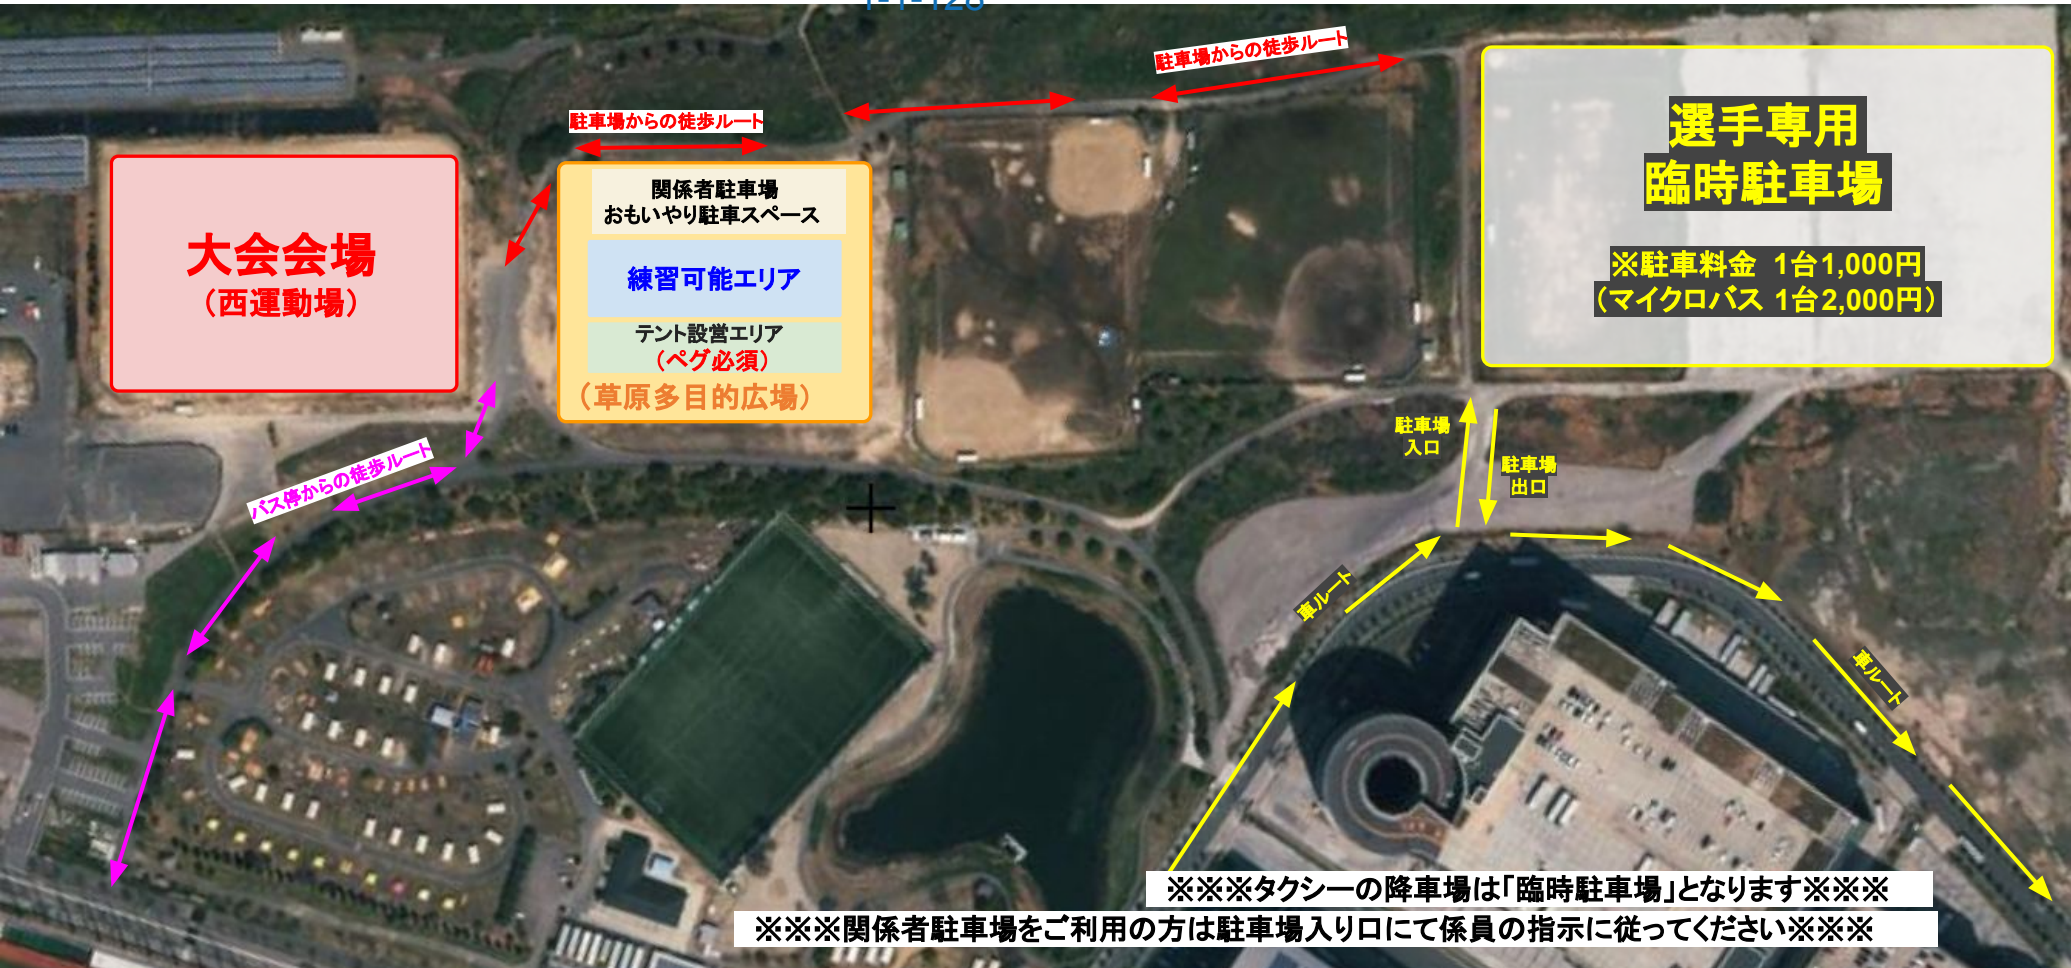 1-1-128
駐車場からの徒歩ルート
駐車場からの徒歩ルート
選手専用
臨時駐車場
※駐車料金 1台1,000円
（マイクロバス 1台2,000円）
大会会場
（西運動場）
関係者駐車場
おもいやり駐車スペース
練習可能エリア
テント設営エリア
（ペグ必須）
（草原多目的広場）
バス停からの徒歩ルート
駐車場
入口
駐車場
出口
車ルート
車ルート
※※※タクシーの降車場は「臨時駐車場」となります※※※
※※※関係者駐車場をご利用の方は駐車場入り口にて係員の指示に従ってください※※※